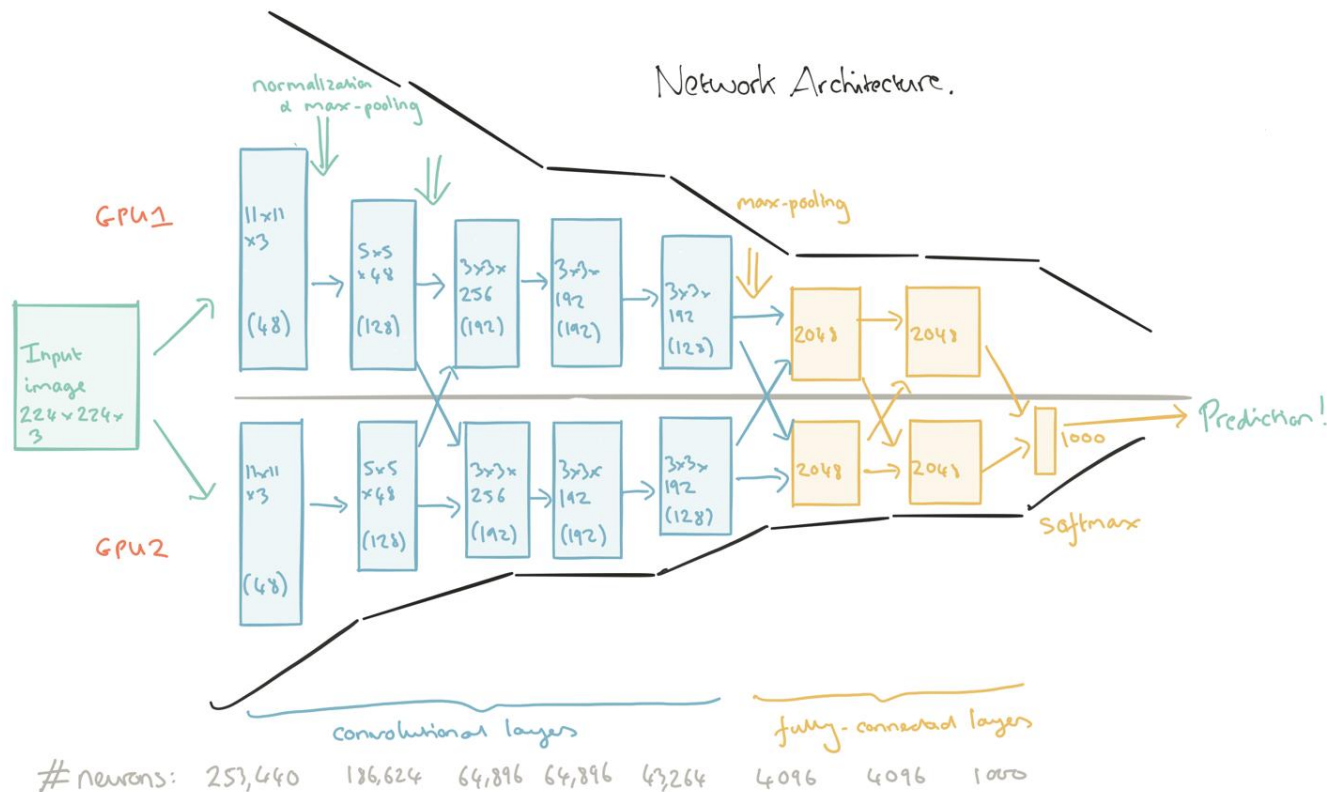 Network Architecture.
normalization
& max-pooling
GPU1
11x11
x3
(48)
5x5
x48
(128)
3x3x
256
(192)
3x3x
192
(192)
3x3x
192
(128)
max-pooling
2048
2048
Input
image
224x224x
3
Prediction!
1000
softmax
GPU2
11x11
x3
(48)
5x5
x48
(128)
3x3x
256
(192)
3x3x
192
(192)
3x3x
192
(128)
2048
2048
convolutional layers
fully-connected layers
# neurons: 253,440 186,624 64,896 64,896 43,264 4096 4096 1000